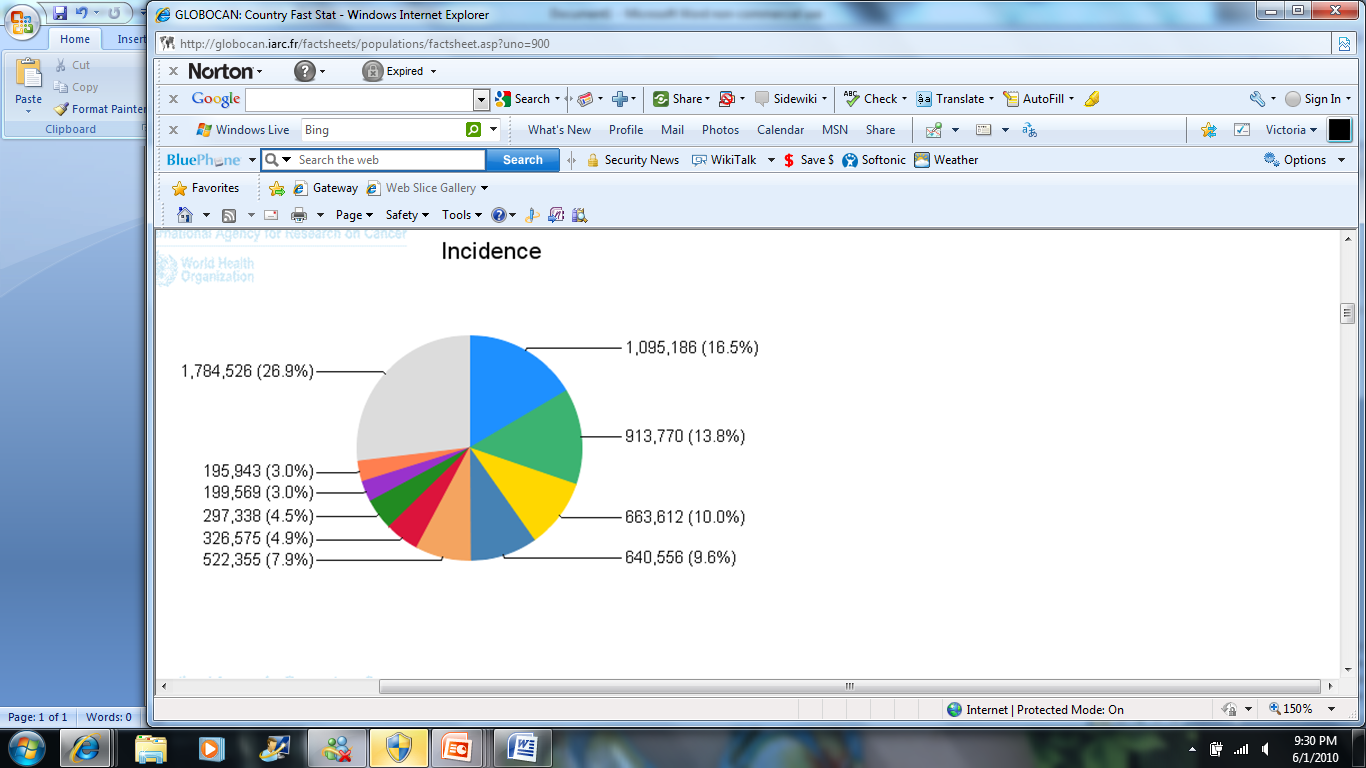 GLOBOCAN: Country Fast Stat - Windows Internet Explorer
Home Insert
http://globocan.iarc.fr/factsheets/populations/factsheet.asp?uno=900
Cut
Copy
Paste
Format Painter
Clipboard
x Norton Expired
x Google Search Share Sidewiki ABC Check Translate AutoFill Sign In
x Windows Live Bing What's New Profile Mail Photos Calendar MSN Share Victoria
BluePhone Search the web Search Security News WikiTalk $ Save $ Softonic Weather Options
Favorites Gateway Web Slice Gallery
Page Safety Tools
Agency for Research on Cancer
World Health
Organization
Incidence
1,095,186 (16.5%)
1,784,526 (26.9%)
913,770 (13.8%)
195,943 (3.0%)
199,569 (3.0%)
297,338 (4.5%)
663,612 (10.0%)
326,575 (4.9%)
640,556 (9.6%)
522,355 (7.9%)
Internet | Protected Mode: On 150%
Page: 1 of 1 Words: 0
9:30 PM
6/1/2010